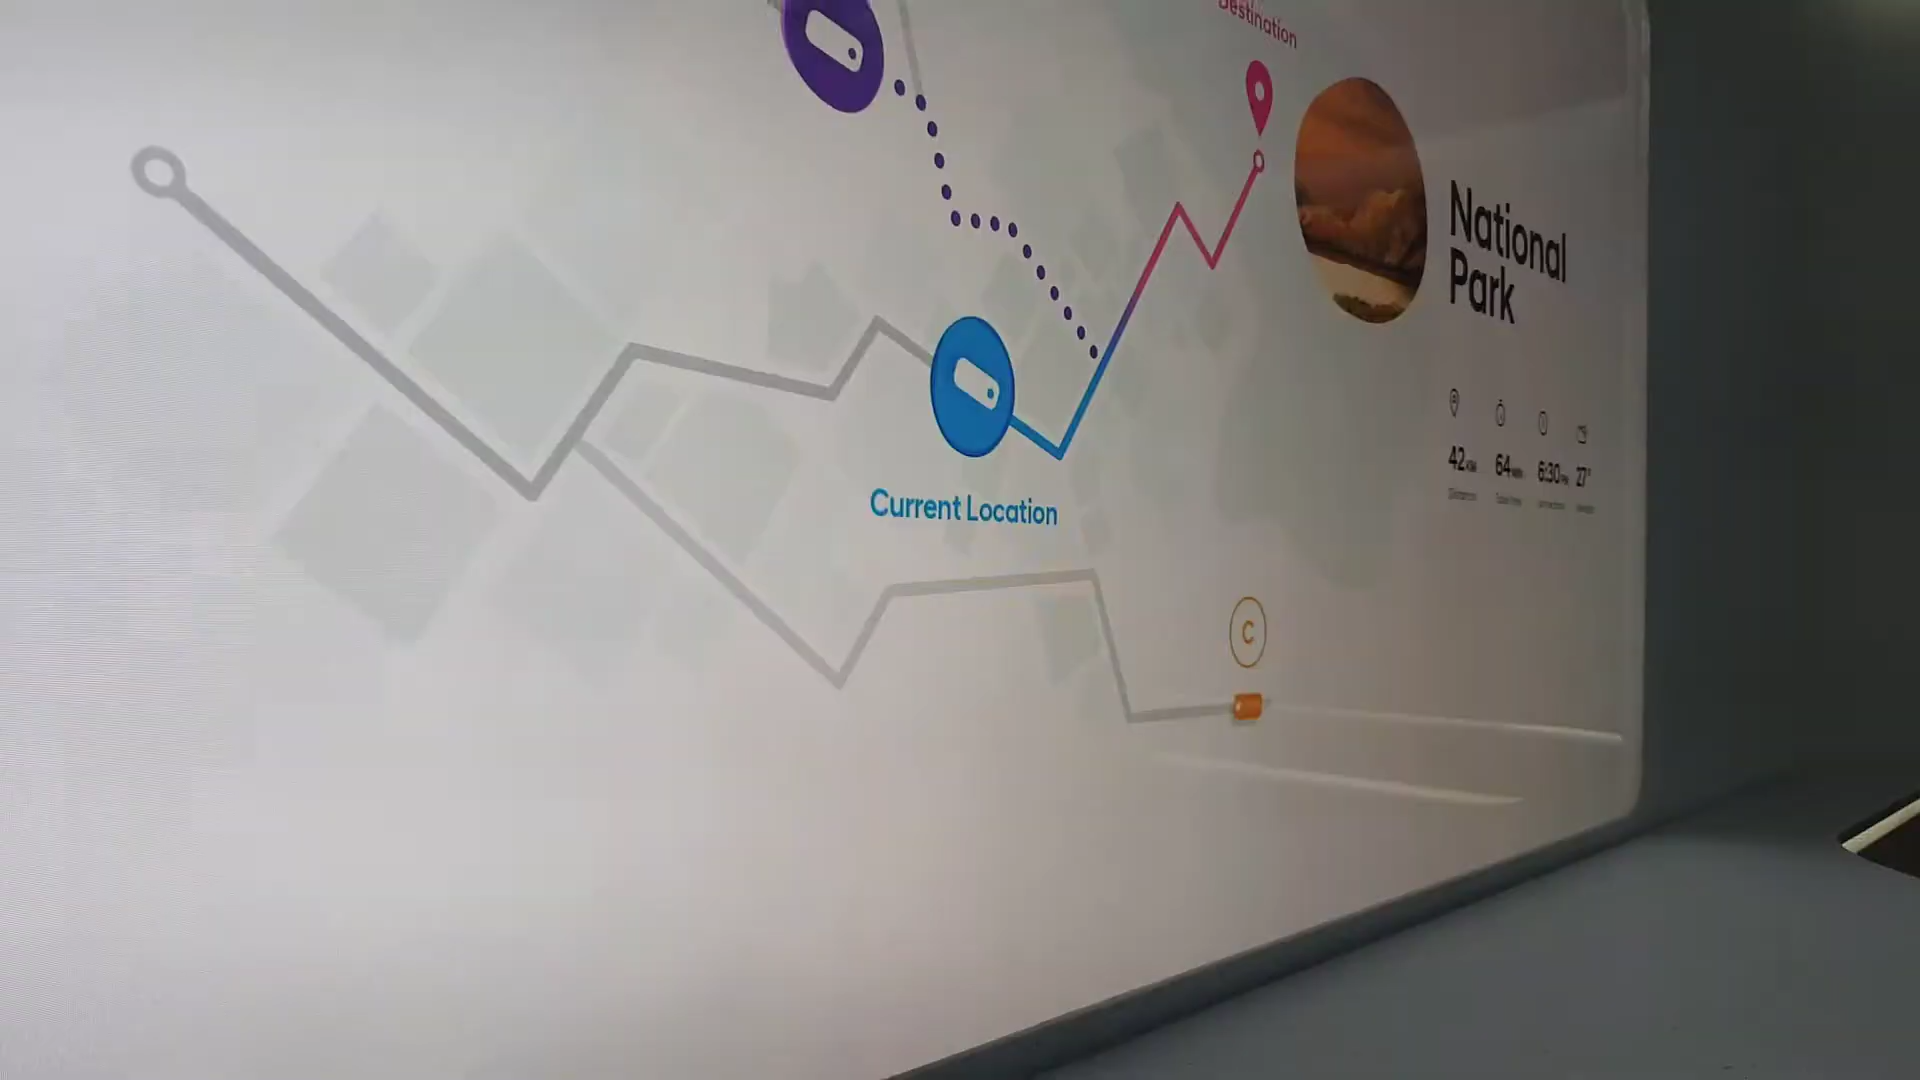 Destination
National
Park
42 64 6:30 27°
Current Location
C